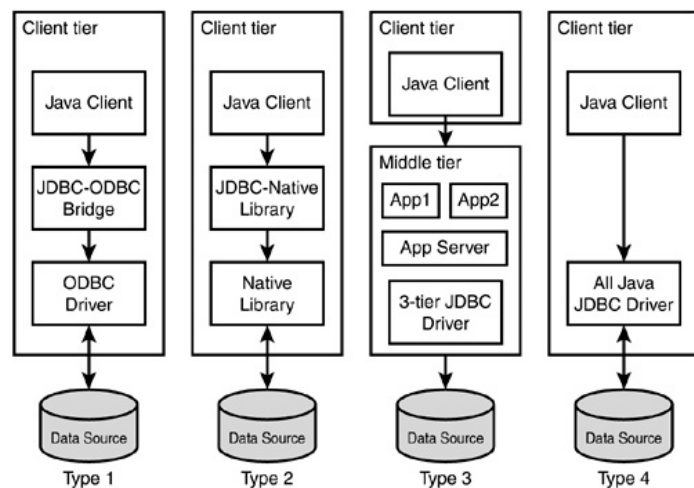 Client tier
Java Client
JDBC-ODBC
Bridge
ODBC
Driver
Data Source
Type 1
Client tier
Java Client
JDBC-Native
Library
Native
Library
Data Source
Type 2
Client tier
Java Client
Middle tier
App1
App2
App Server
3-tier JDBC
Driver
Data Source
Type 3
Client tier
Java Client
All Java
JDBC Driver
Data Source
Type 4